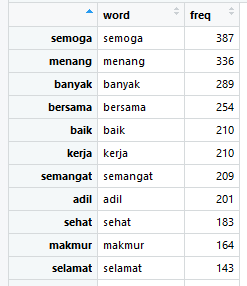 word freq
semoga semoga 387
menang menang 336
banyak banyak 289
bersama bersama 254
baik baik 210
kerja kerja 210
semangat semangat 209
adil adil 201
sehat sehat 183
makmur makmur 164
selamat selamat 143